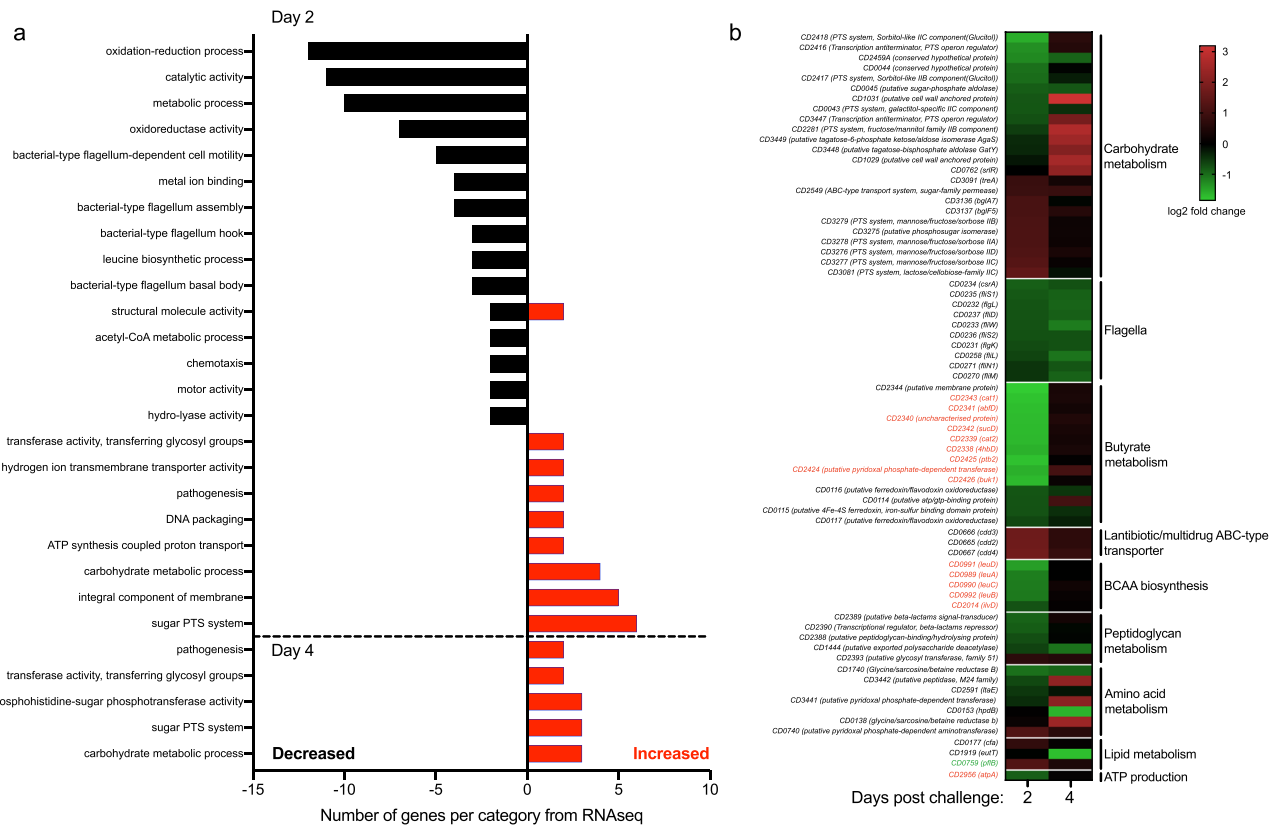 a
Day 2
oxidation-reduction process
catalytic activity
metabolic process
oxidoreductase activity
bacterial-type flagellum-dependent cell motility
metal ion binding
bacterial-type flagellum assembly
bacterial-type flagellum hook
leucine biosynthetic process
bacterial-type flagellum basal body
structural molecule activity
acetyl-CoA metabolic process
chemotaxis
motor activity
hydro-lyase activity
transferase activity, transferring glycosyl groups
hydrogen ion transmembrane transporter activity
pathogenesis
DNA packaging
ATP synthesis coupled proton transport
carbohydrate metabolic process
integral component of membrane
sugar PTS system
Day 4
pathogenesis
transferase activity, transferring glycosyl groups
osphohistidine-sugar phosphotransferase activity
sugar PTS system
carbohydrate metabolic process
Decreased
Increased
-15 -10 -5 0 5 10
Number of genes per category from RNAseq
b
CD2418 (PTS system, Sorbitol-like IIC component(Glucitol))
CD2416 (Transcription antiterminator, PTS operon regulator)
CD2459A (conserved hypothetical protein)
CD0044 (conserved hypothetical protein)
CD2417 (PTS system, Sorbitol-like IIB component(Glucitol))
CD0045 (putative sugar-phosphate aldolase)
CD1031 (putative cell wall anchored protein)
CD0043 (PTS system, galactitol-specific IIC component)
CD3447 (Transcription antiterminator, PTS operon regulator)
CD2281 (PTS system, fructose/mannitol family IIB component)
CD3449 (putative tagatose-6-phosphate ketose/aldose isomerase AgaS)
CD3448 (putative tagatose-bisphosphate aldolase GatY)
CD1029 (putative cell wall anchored protein)
CD0762 (srlR)
CD3091 (treA)
CD2549 (ABC-type transport system, sugar-family permease)
CD3136 (bglA7)
CD3137 (bglF5)
CD3279 (PTS system, mannose/fructose/sorbose IIB)
CD3275 (putative phosphosugar isomerase)
CD3278 (PTS system, mannose/fructose/sorbose IIA)
CD3276 (PTS system, mannose/fructose/sorbose IID)
CD3277 (PTS system, mannose/fructose/sorbose IIC)
CD3081 (PTS system, lactose/cellobiose-family IIC)
Carbohydrate
metabolism
CD0234 (csrA)
CD0235 (fliS1)
CD0232 (flgL)
CD0237 (fliD)
CD0233 (fliW)
CD0236 (fliS2)
CD0231 (flgK)
CD0258 (fliL)
CD0271 (fliN1)
CD0270 (fliM)
Flagella
CD2344 (putative membrane protein)
CD2343 (cat1)
CD2341 (abfD)
CD2340 (uncharacterised protein)
CD2342 (sucD)
CD2339 (cat2)
CD2338 (4hbD)
CD2425 (ptb2)
CD2424 (putative pyridoxal phosphate-dependent transferase)
CD2426 (buk1)
CD0116 (putative ferredoxin/flavodoxin oxidoreductase)
CD0114 (putative atp/gtp-binding protein)
CD0115 (putative 4Fe-4S ferredoxin, iron-sulfur binding domain protein)
CD0117 (putative ferredoxin/flavodoxin oxidoreductase)
Butyrate
metabolism
CD0666 (cdd3)
CD0665 (cdd2)
CD0667 (cdd4)
Lantibiotic/multidrug ABC-type
transporter
CD0991 (leuD)
CD0989 (leuA)
CD0990 (leuC)
CD0992 (leuB)
CD2014 (ilvD)
BCAA biosynthesis
CD2389 (putative beta-lactams signal-transducer)
CD2390 (Transcriptional regulator, beta-lactams repressor)
CD2388 (putative peptidoglycan-binding/hydrolysing protein)
CD1444 (putative exported polysaccharide deacetylase)
CD2393 (putative glycosyl transferase, family 51)
Peptidoglycan
metabolism
CD1740 (Glycine/sarcosine/betaine reductase B)
CD3442 (putative peptidase, M24 family)
CD2591 (ltaE)
CD3441 (putative pyridoxal phosphate-dependent transferase)
CD0153 (hpdB)
CD0138 (glycine/sarcosine/betaine reductase b)
CD0740 (putative pyridoxal phosphate-dependent aminotransferase)
Amino acid
metabolism
CD0177 (cfa)
CD1919 (eutT)
CD0759 (pflB)
Lipid metabolism
CD2956 (atpA)
ATP production
Days post challenge: 2 4
3
2
1
0
-1
log2 fold change